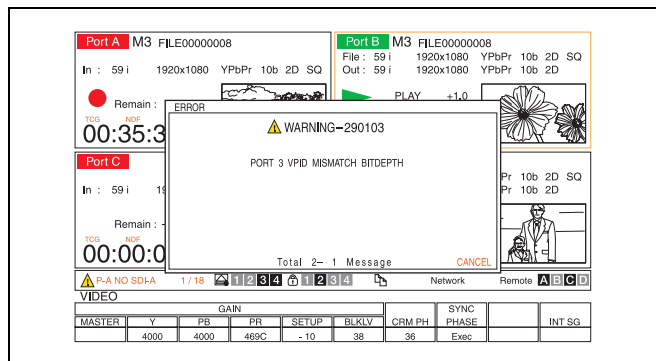 Port A M3 FILE00000008
In : 59 i 1920x1080 YPbPr 10b 2D SQ
Remain :
TCG NDF
00:35:3
Port B M3 FILE00000008
File : 59 i 1920x1080 YPbPr 10b 2D SQ
Out : 59 i 1920x1080 YPbPr 10b 2D
PLAY +1.0
ERROR
WARNING-290103
PORT 3 VPID MISMATCH BITDEPTH
Total 2- 1 Message
CANCEL
Port C
In : 59 i 19
Remain : -
TCG NDF
00:00:0
Pr 10b 2D SQ
Pr 10b 2D
P-A NO SDI-A 1 / 18 1 2 3 4 1 2 3 4 Network Remote A B C D
VIDEO
GAIN SYNC
MASTER Y PB PR SETUP BLKLV CRM PH PHASE INT SG
4000 4000 469C - 10 38 36 Exec